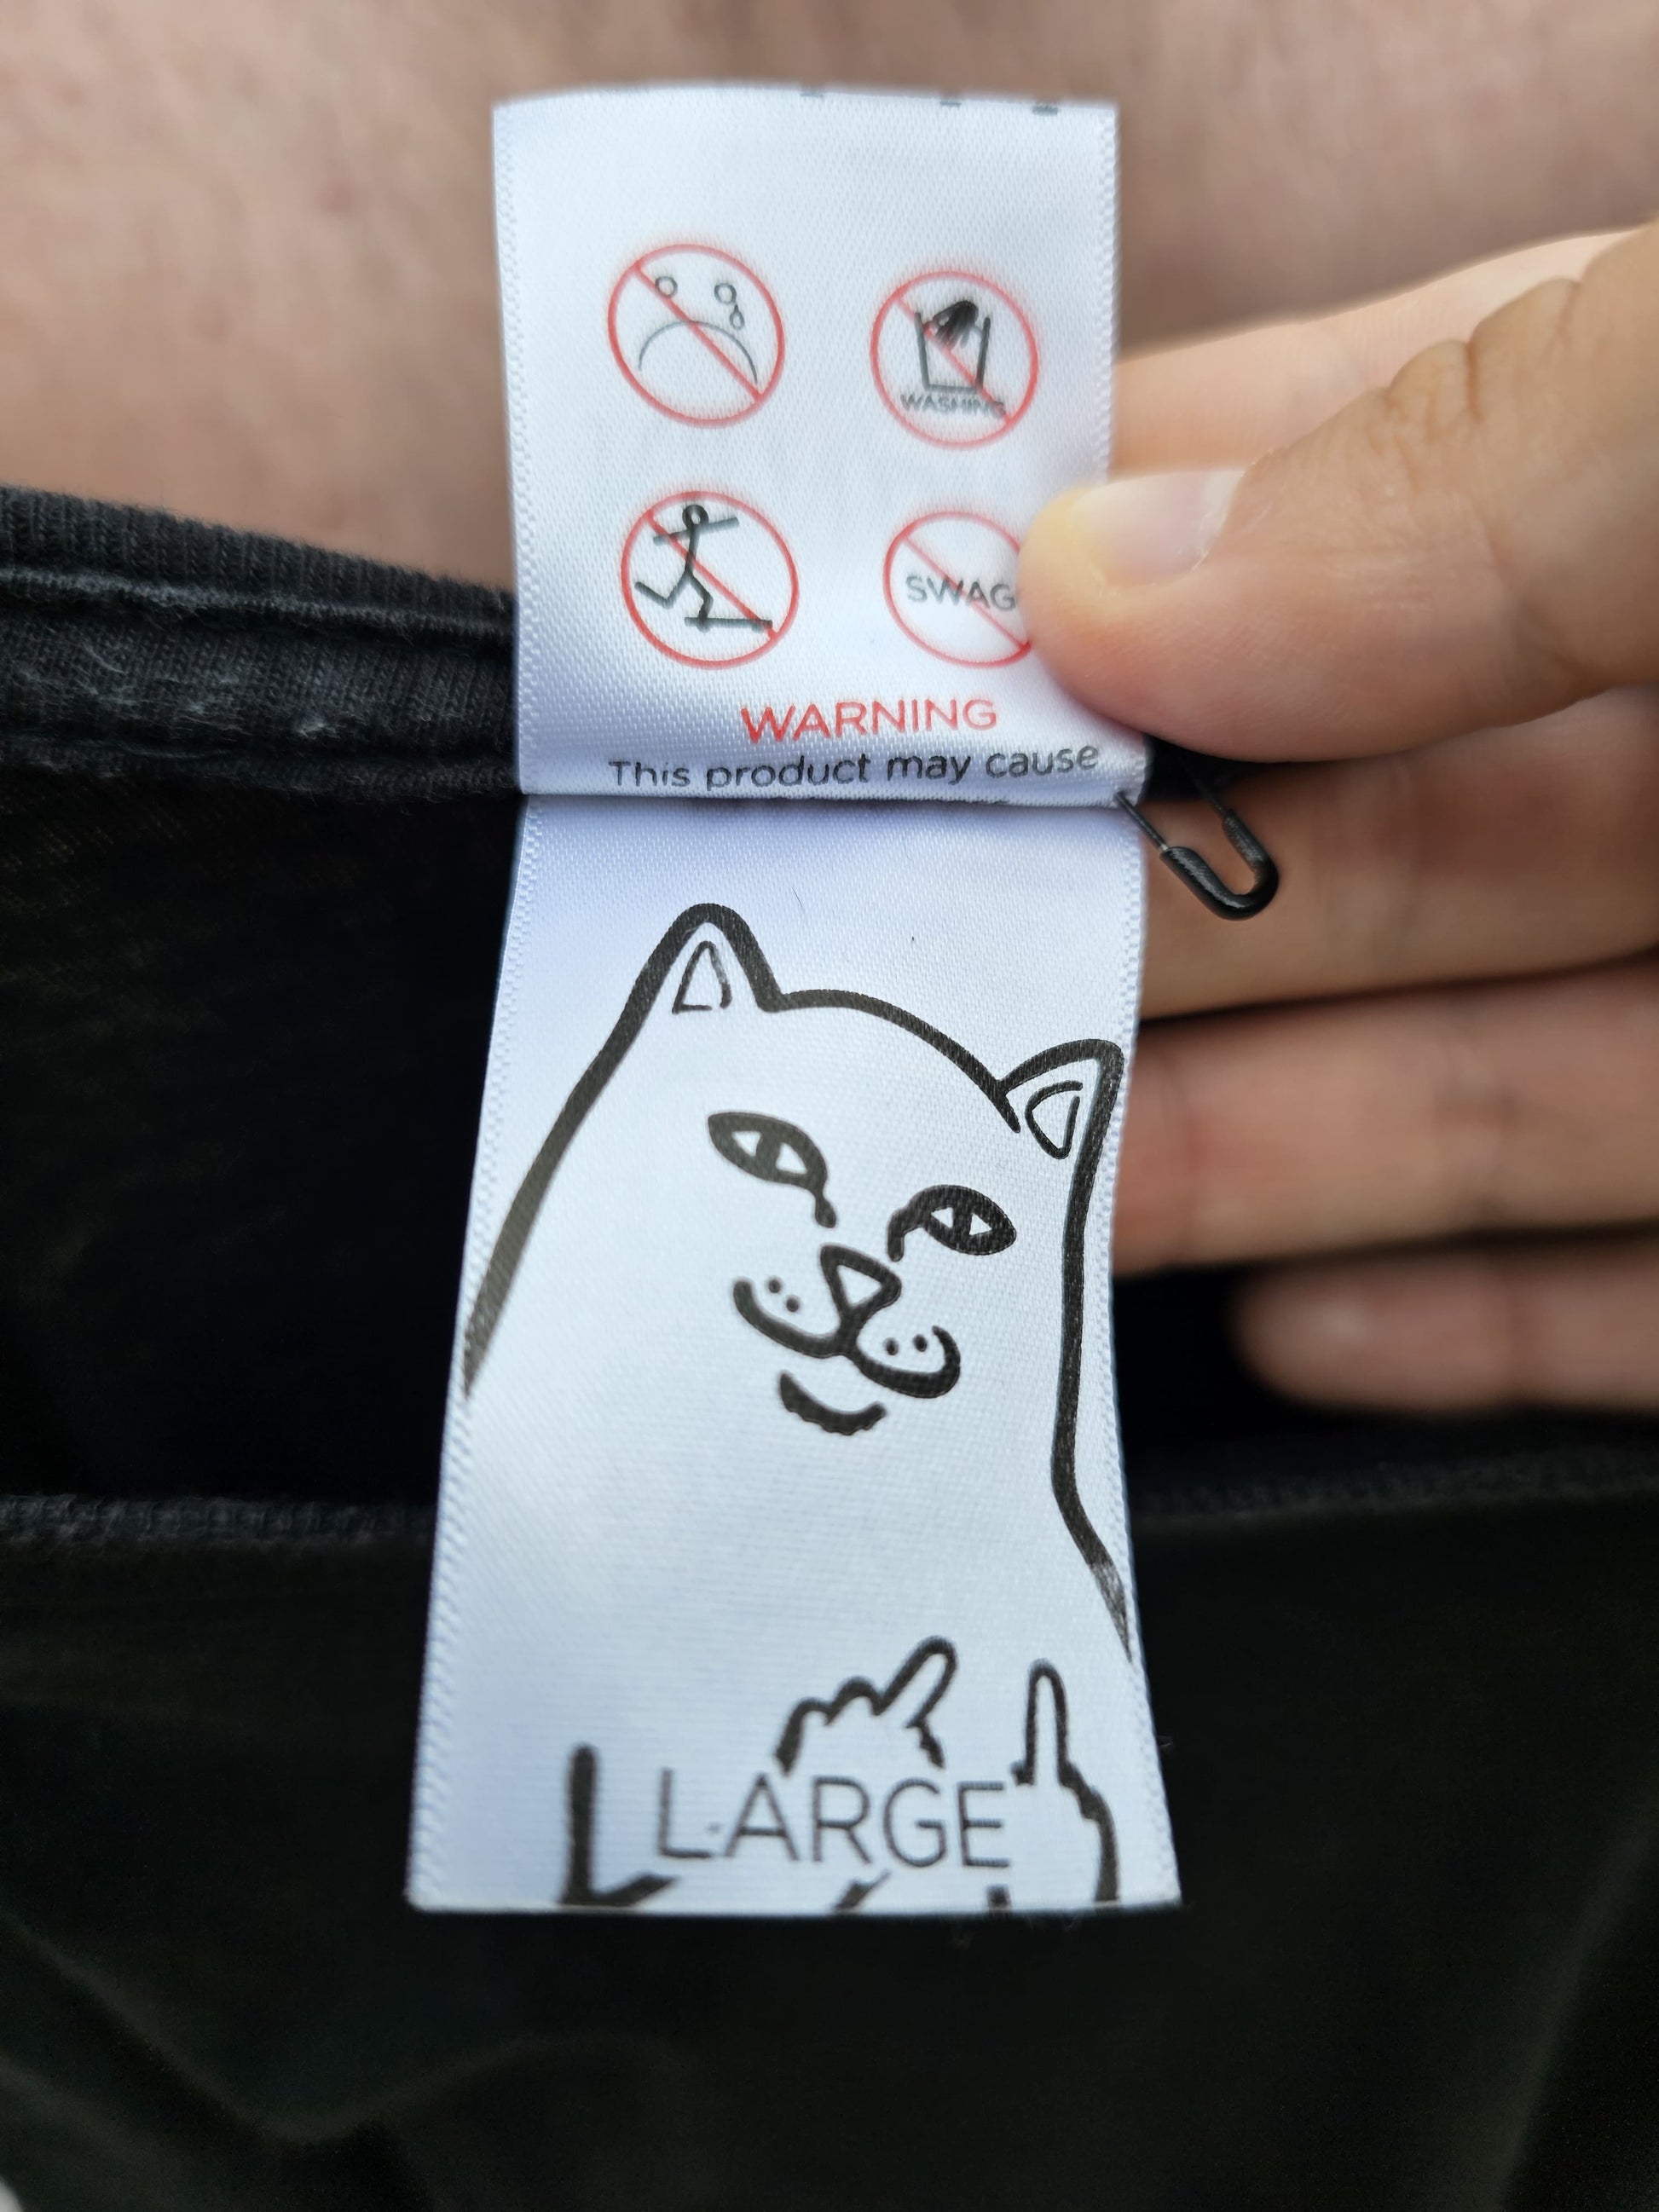 WASHING
SWAG
WARNING
This product may cause
LARGE